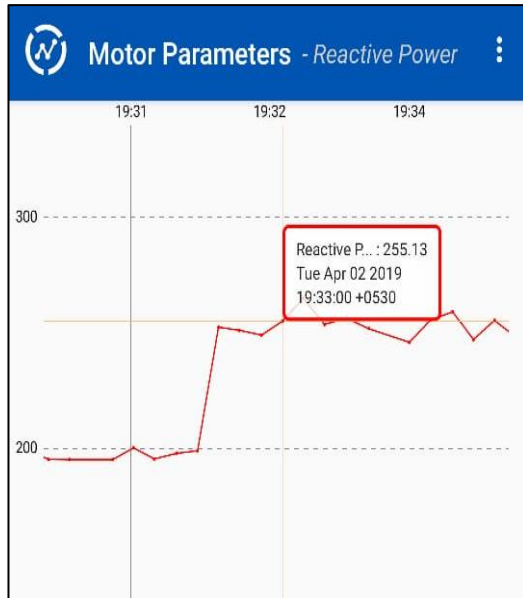 Motor Parameters - Reactive Power
19:31 19:32 19:34
300
Reactive P... : 255.13
Tue Apr 02 2019
19:33:00 +0530
200